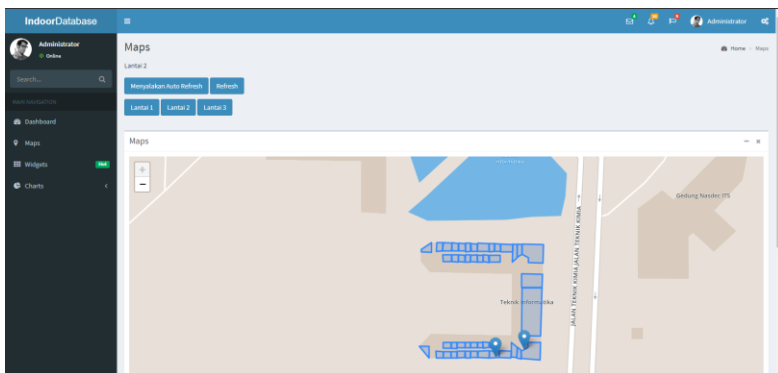 IndoorDatabase
Administrator
Administrator
Online
Search...
MAIN NAVIGATION
Dashboard
Maps
Widgets
Hot
Charts
Maps
Home > Maps
Lantai 2
Menyalakan Auto Refresh
Refresh
Lantai 1
Lantai 2
Lantai 3
Maps
+
−
Gedung Nasdec ITS
JALAN TEKNIK KIMIA
JALAN TEKNIK KIMIA
Teknik Informatika